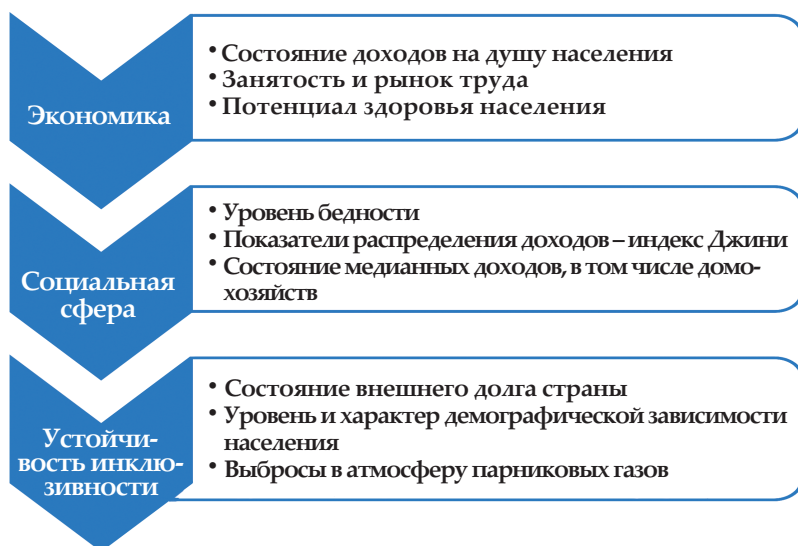 Экономика
• Состояние доходов на душу населения
• Занятость и рынок труда
• Потенциал здоровья населения
Социальная
сфера
• Уровень бедности
• Показатели распределения доходов – индекс Джини
• Состояние медианных доходов, в том числе домо-
хозяйств
Устойчи-
вость инклю-
зивности
• Состояние внешнего долга страны
• Уровень и характер демографической зависимости
населения
• Выбросы в атмосферу парниковых газов